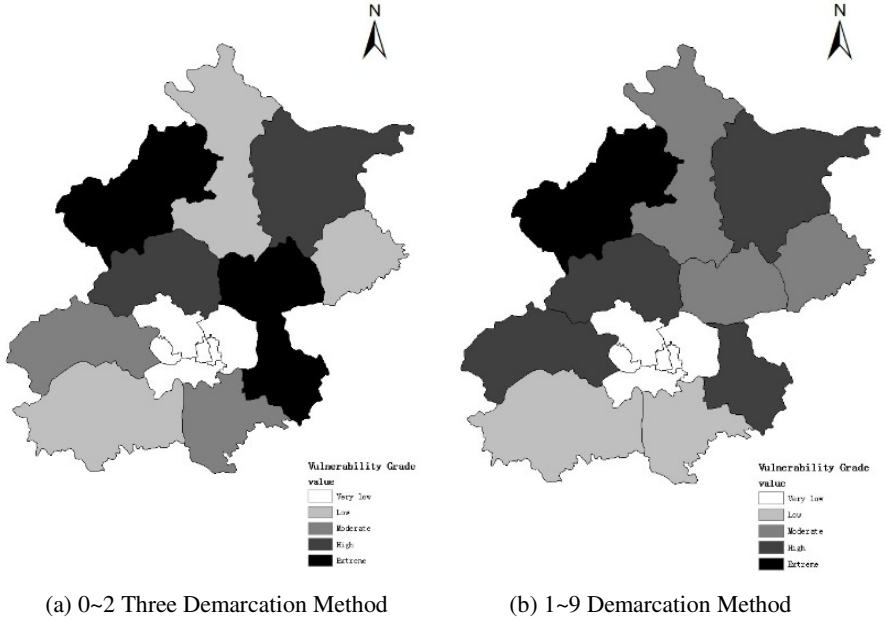 N
N
Vulnerability Grade
value
Very low
Low
Moderate
High
Extreme
Vulnerability Grade
value
Very low
Low
Moderate
High
Extreme
(a) 0~2 Three Demarcation Method
(b) 1~9 Demarcation Method